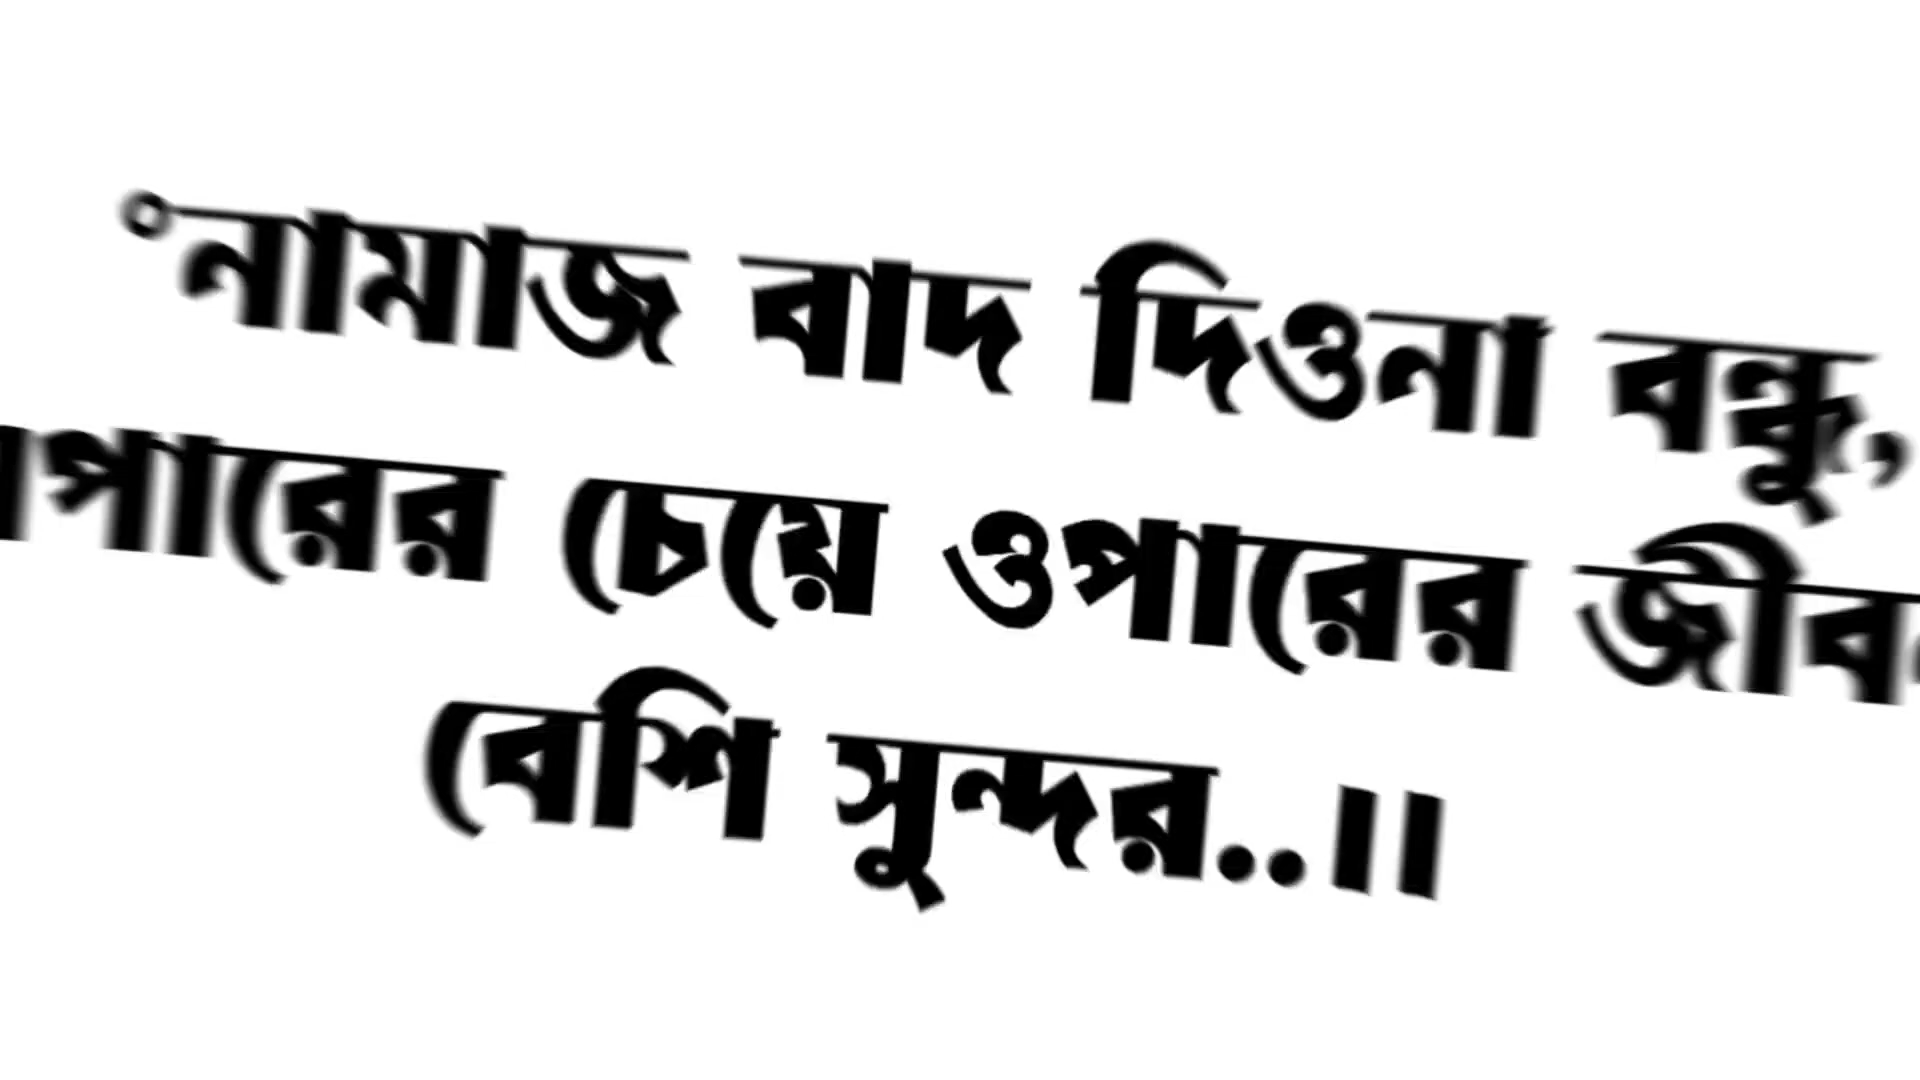 °নামাজ বাদ দিওনা বন্ধু,
পারের চেয়ে ওপারের জীব
বেশি সুন্দর..।।